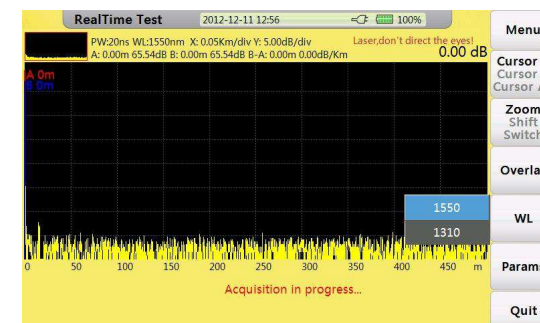 RealTime Test 2012-12-11 12:56 100%
PW:20ns WL:1550nm X: 0.05Km/div Y: 5.00dB/div Laser,don't direct the eyes!
A: 0.00m 65.54dB B: 0.00m 65.54dB B-A: 0.00m 0.00dB/Km 0.00 dB
A 0m
B 0m
Menu
Cursor
Cursor
Cursor
Zoom
Shift
Switch
Overla
WL
1550
1310
Param
Quit
0 50 100 150 200 250 300 350 400 450 m
Acquisition in progress...